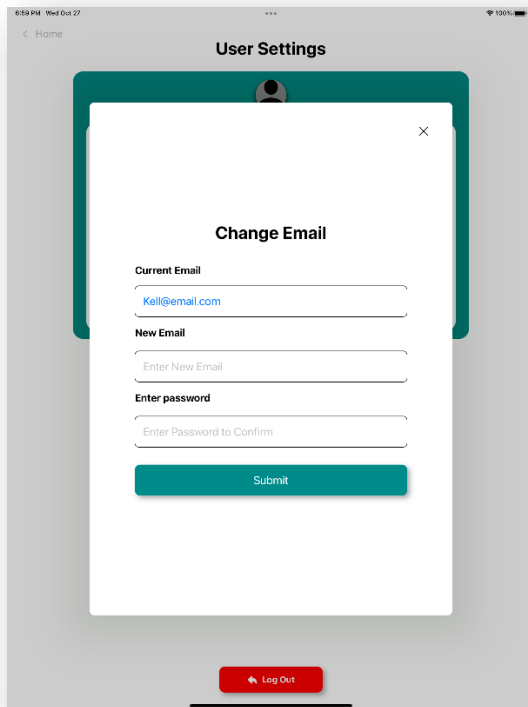 6:59 PM Wed Oct 27
100%
Home
User Settings
Change Email
Current Email
Kell@email.com
New Email
Enter New Email
Enter password
Enter Password to Confirm
Submit
Log Out